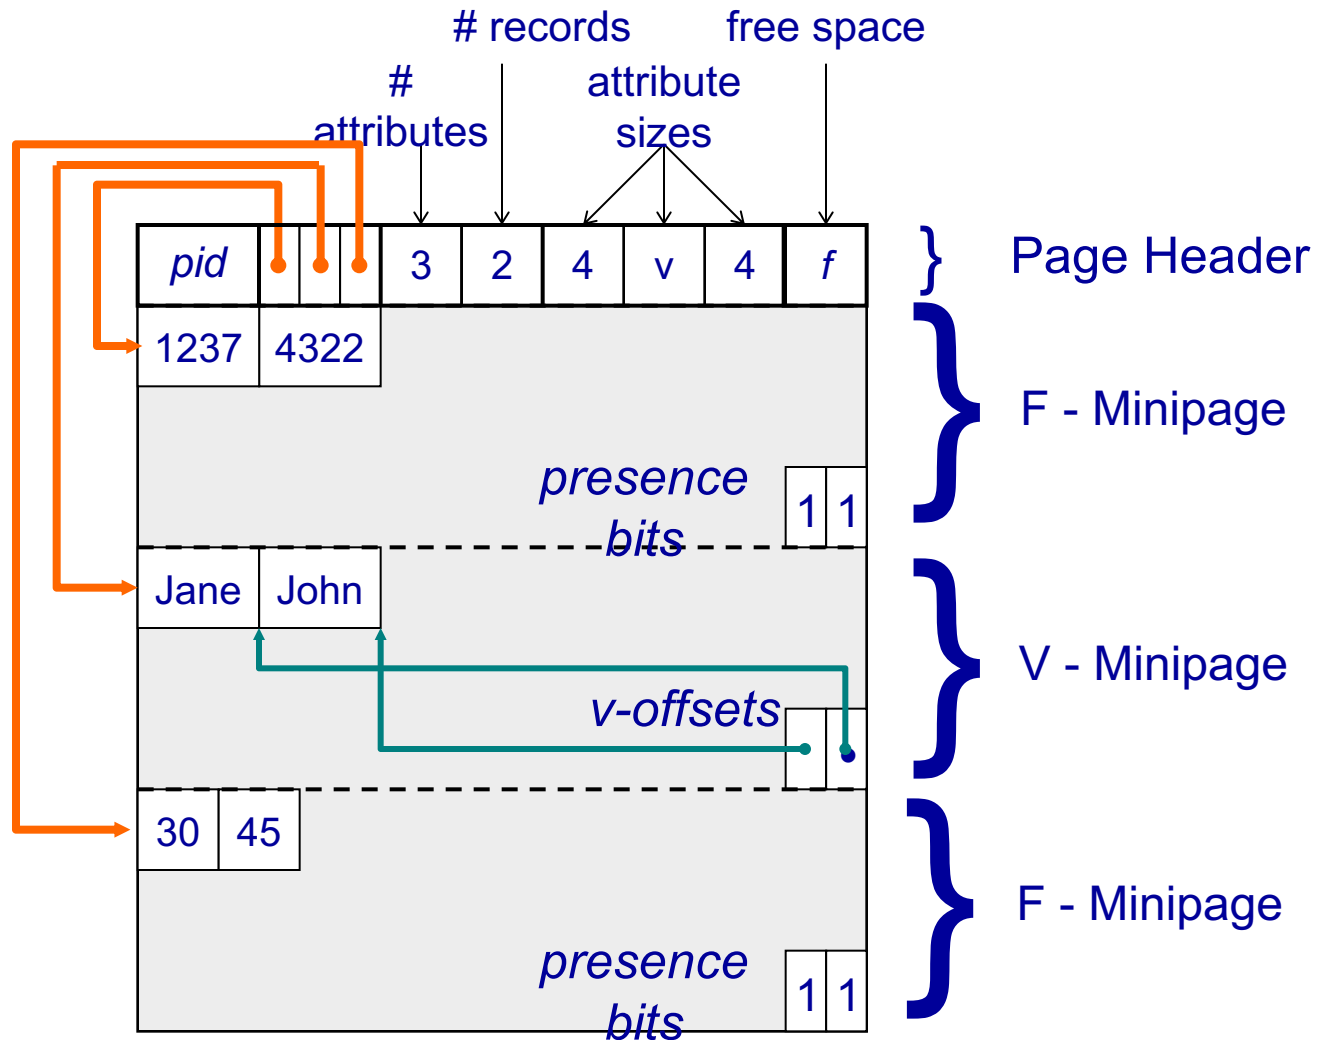 # records free space
# attribute
attributes sizes
pid 3 2 4 v 4 f } Page Header
1237 4322
} F - Minipage
presence
bits 1 1
Jane John
} V - Minipage
v-offsets
30 45
} F - Minipage
presence
bits 1 1